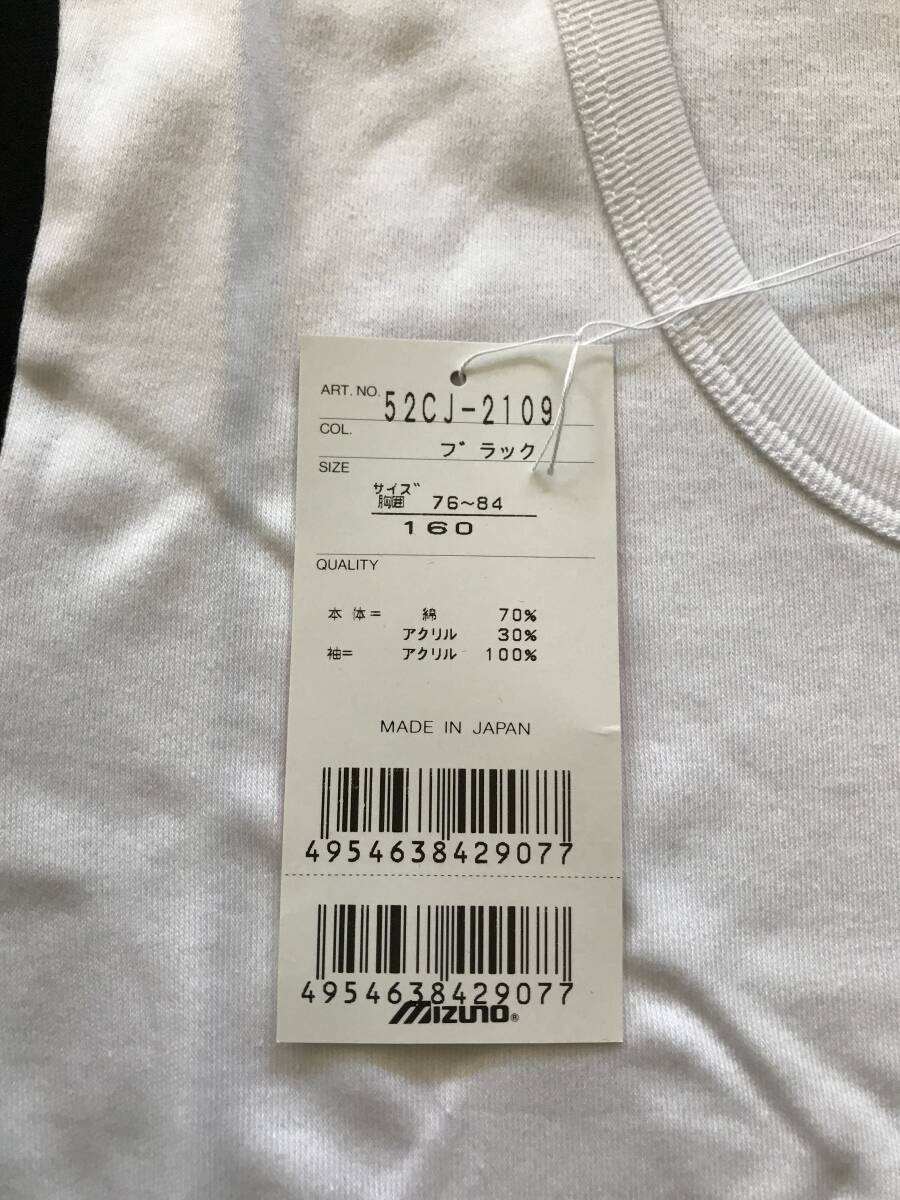 ART. NO. 52CJ-2109
COL.
ブラック
SIZE
サイズ
胸囲 76~84
160
QUALITY
本体= 綿 70%
アクリル 30%
袖= アクリル 100%
MADE IN JAPAN
4954638429077
4954638429077
MIZUNO®